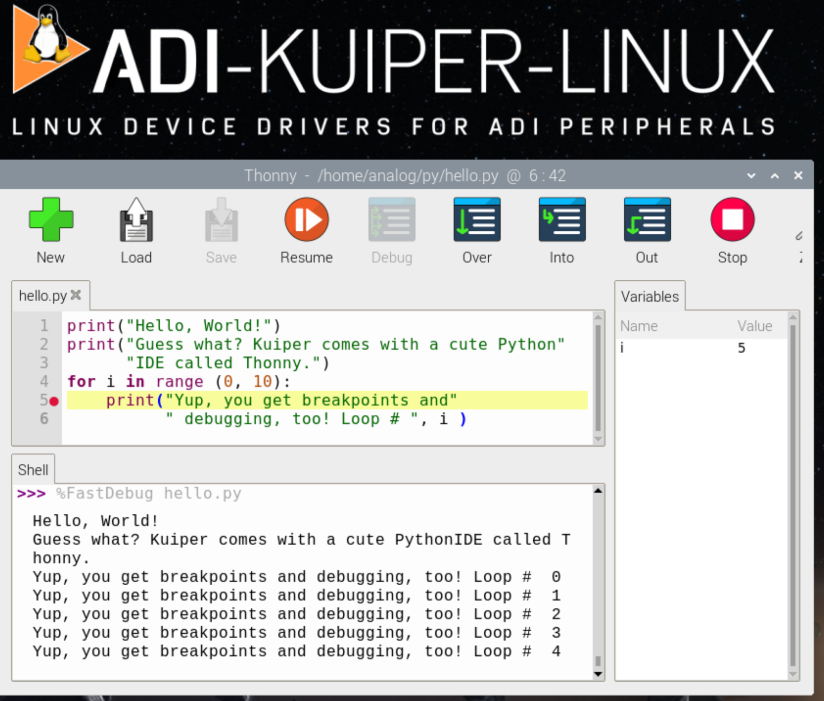 ADI-KUIPER-LINUX
LINUX DEVICE DRIVERS FOR ADI PERIPHERALS
Thonny - /home/analog/py/hello.py @ 6:42
New Load Save Resume Debug Over Into Out Stop
hello.py
1 print("Hello, World!")
2 print("Guess what? Kuiper comes with a cute Python"
3 "IDE called Thonny.")
4 for i in range (0, 10):
5 print("Yup, you get breakpoints and"
6 " debugging, too! Loop # ", i )
Variables
Name Value
i 5
Shell
>>> %FastDebug hello.py
Hello, World!
Guess what? Kuiper comes with a cute PythonIDE called T
honny.
Yup, you get breakpoints and debugging, too! Loop # 0
Yup, you get breakpoints and debugging, too! Loop # 1
Yup, you get breakpoints and debugging, too! Loop # 2
Yup, you get breakpoints and debugging, too! Loop # 3
Yup, you get breakpoints and debugging, too! Loop # 4